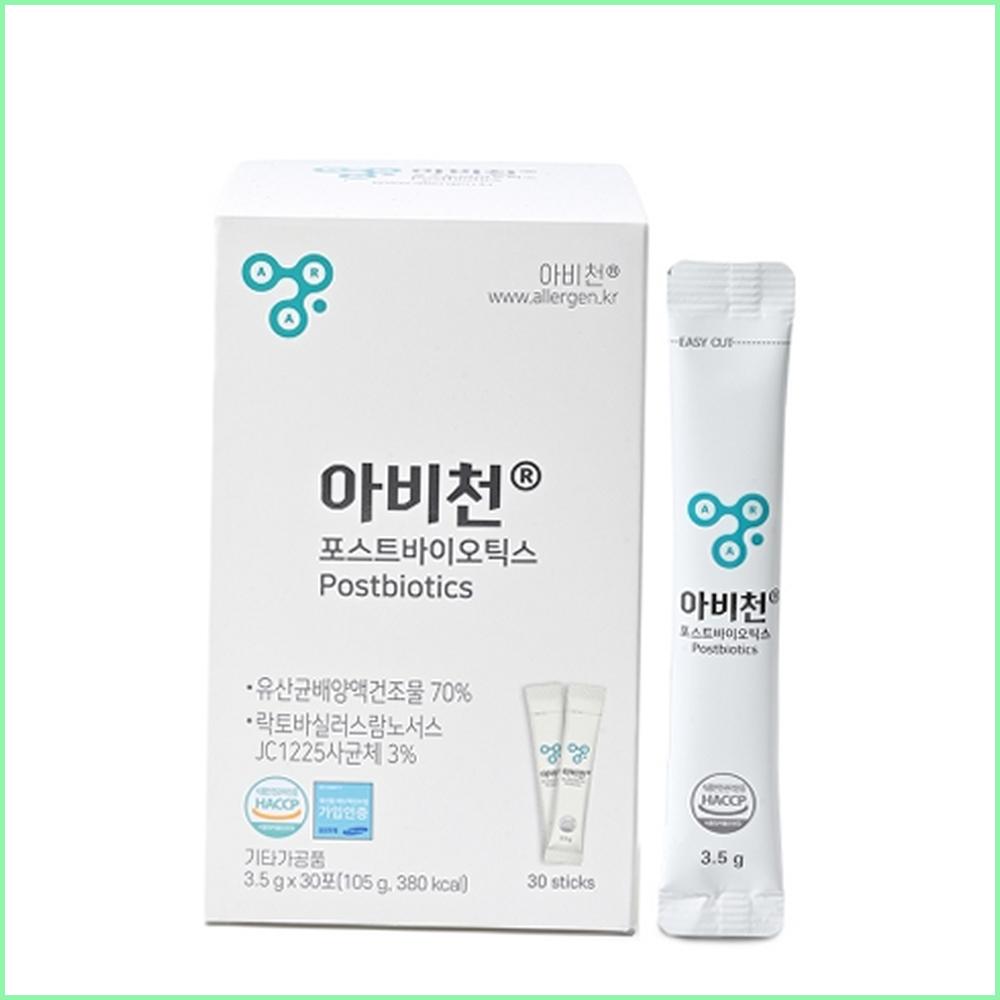 아비천®
A R
A
아비천®
www.allergen.kr
아비천®
포스트바이오틱스
Postbiotics
•유산균배양액건조물 70%
•락토바실러스람노서스
JC1225사균체 3%
HACCP
가입인증
기타가공품
3.5 g x 30포(105 g, 380 kcal)
30 sticks
EASY CUT
A R
A
아비천®
포스트바이오틱스
Postbiotics
HACCP
3.5 g